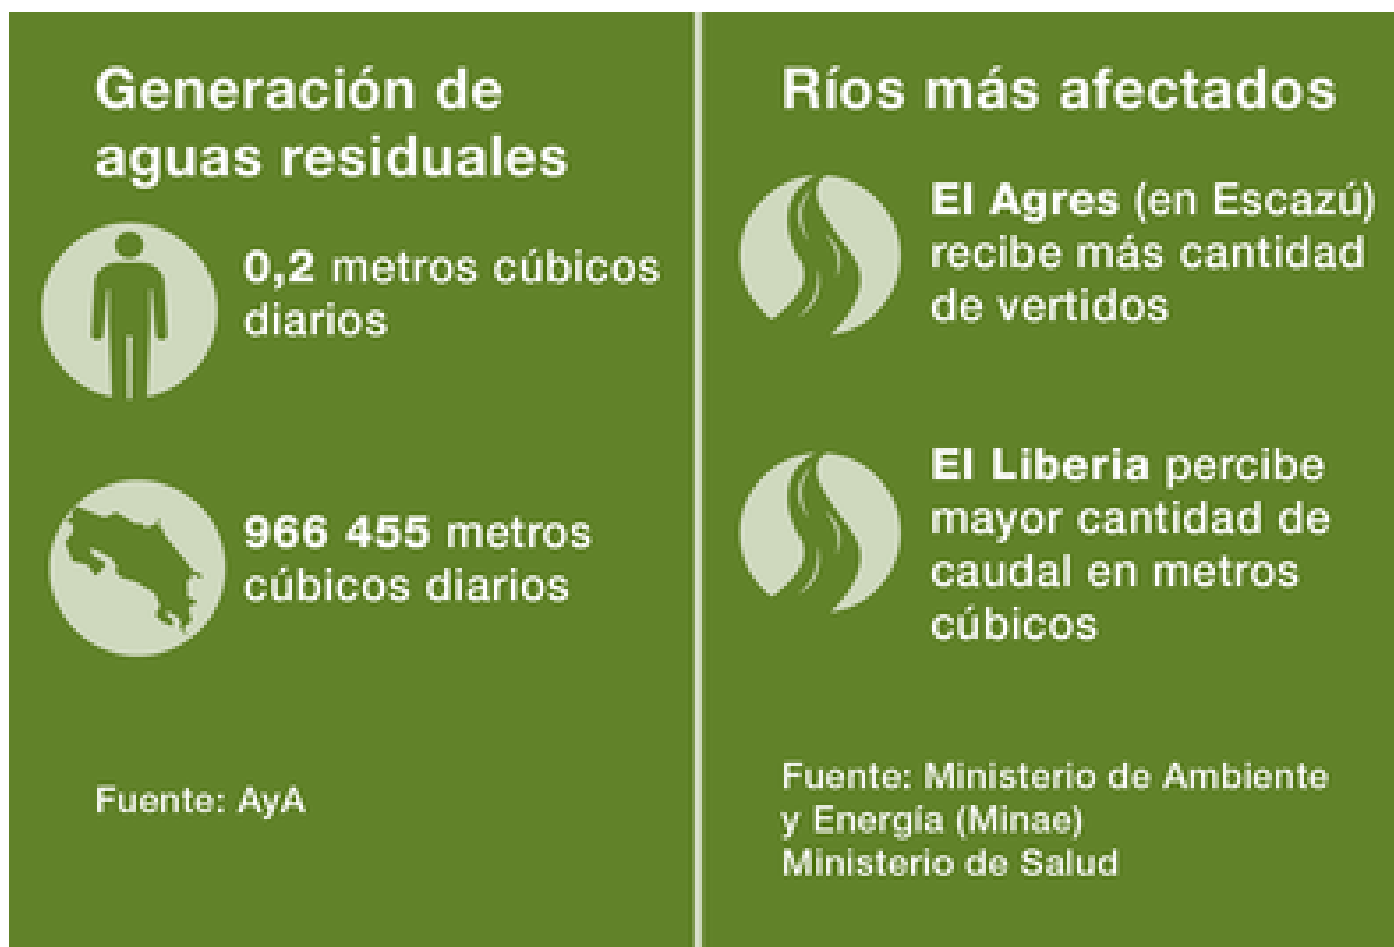 Generación de
aguas residuales
0,2 metros cúbicos
diarios
966 455 metros
cúbicos diarios
Fuente: AyA
Ríos más afectados
El Agres (en Escazú)
recibe más cantidad
de vertidos
El Liberia percibe
mayor cantidad de
caudal en metros
cúbicos
Fuente: Ministerio de Ambiente
y Energía (Minae)
Ministerio de Salud